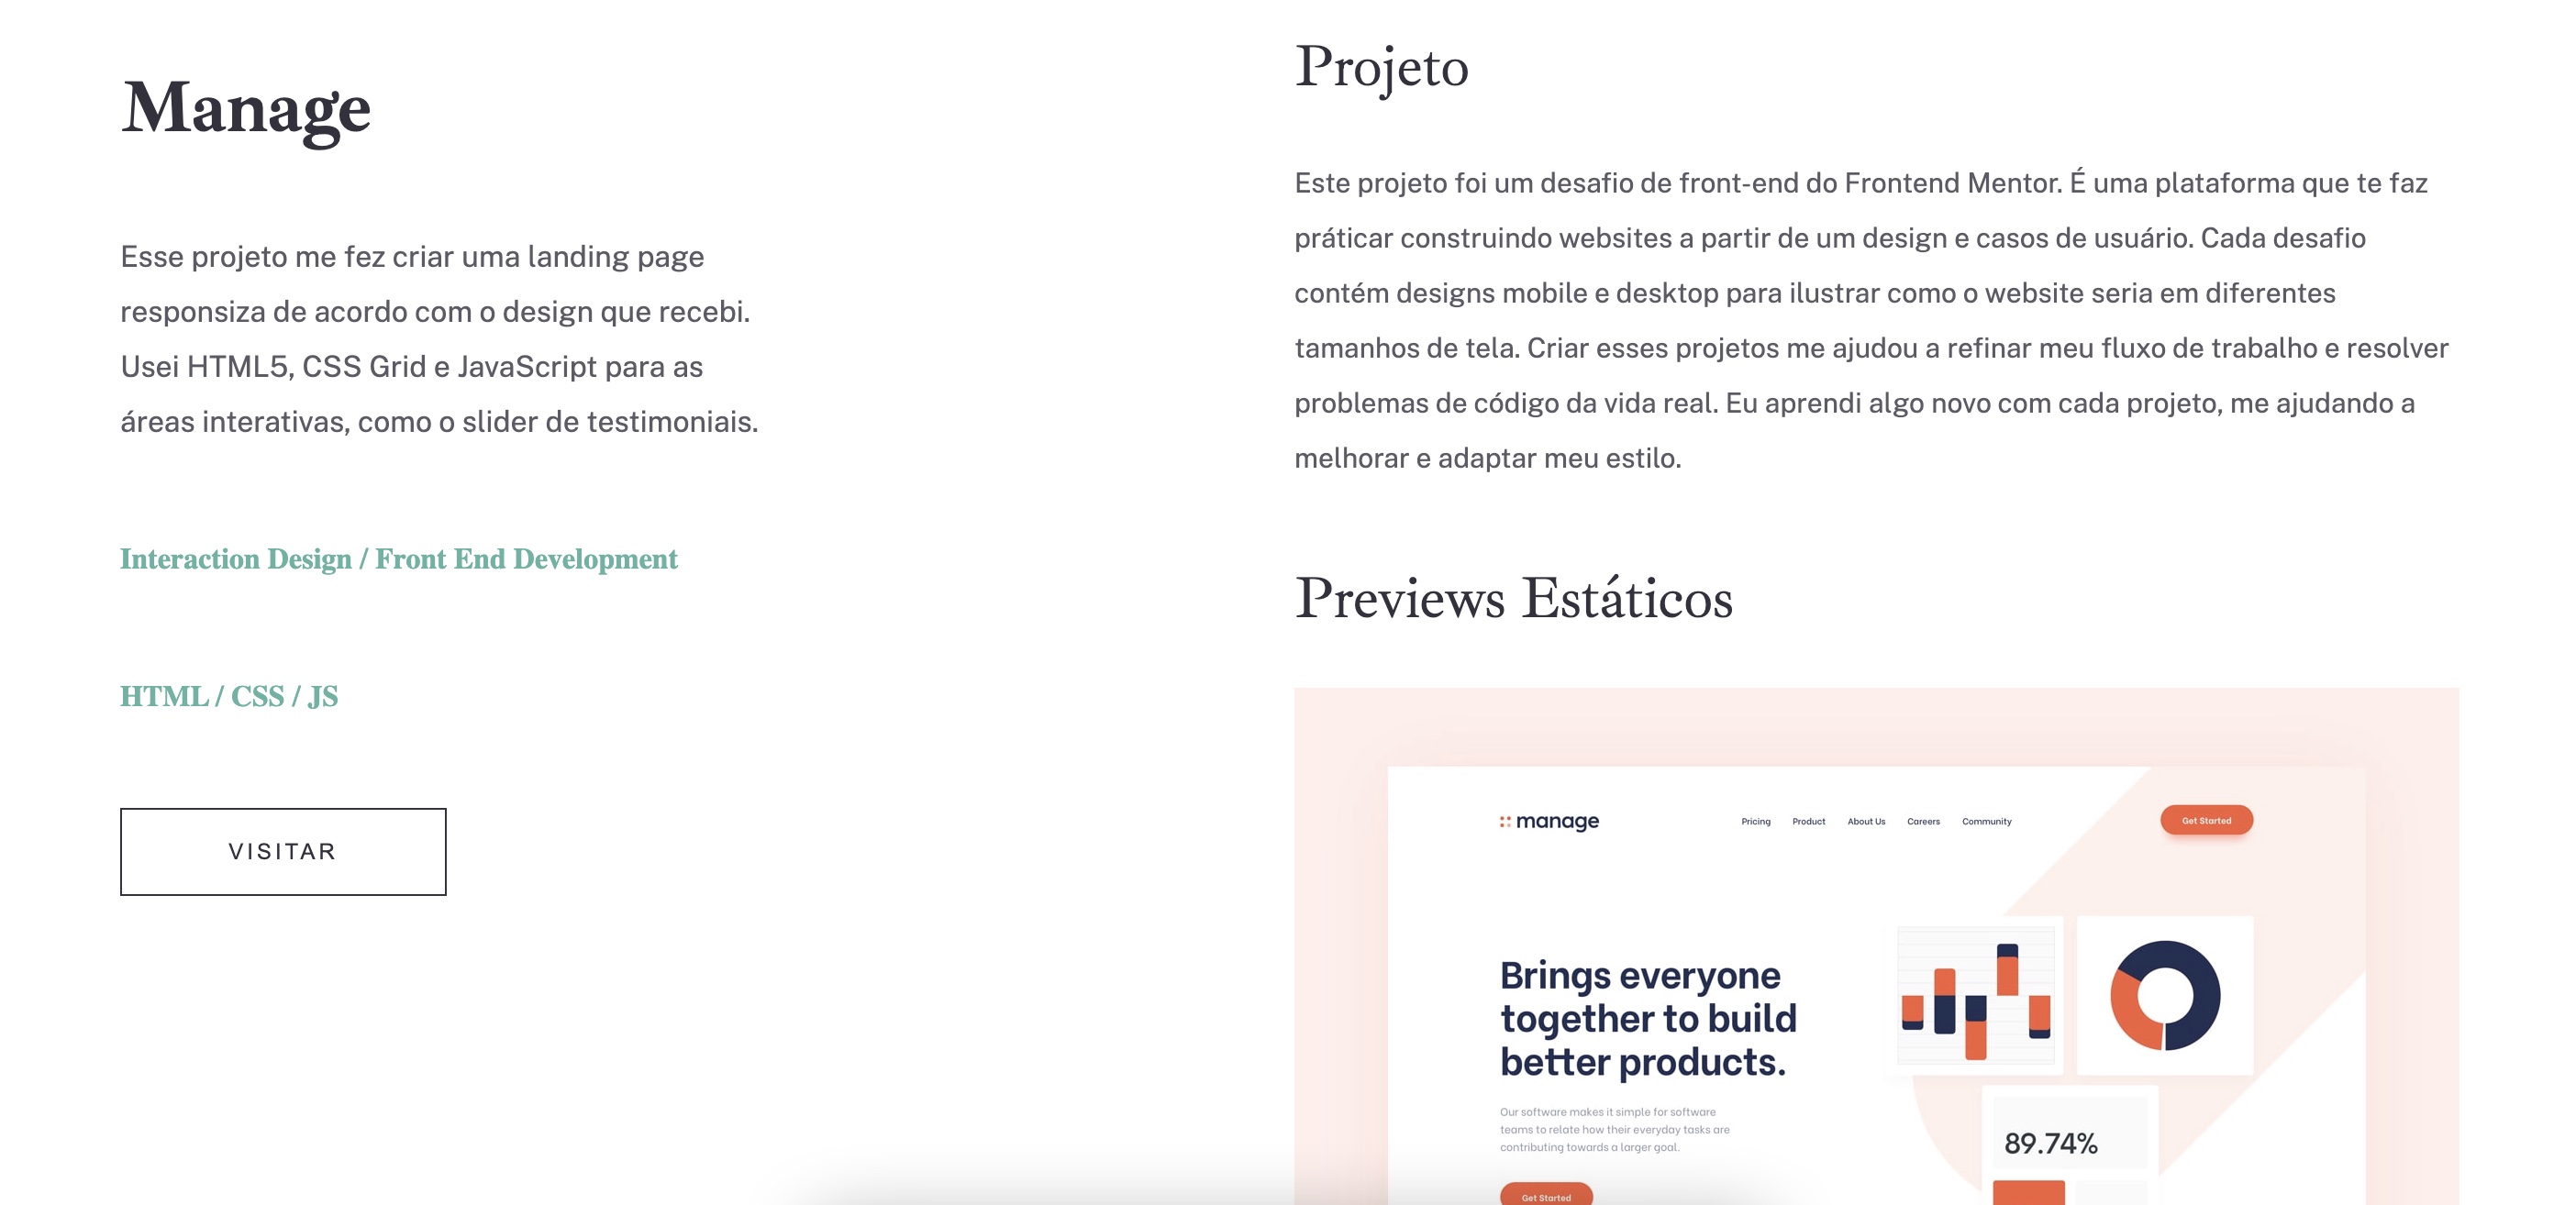 Manage
Esse projeto me fez criar uma landing page
responsiza de acordo com o design que recebi.
Usei HTML5, CSS Grid e JavaScript para as
áreas interativas, como o slider de testimoniais.
Interaction Design / Front End Development
HTML / CSS / JS
VISITAR
Projeto
Este projeto foi um desafio de front-end do Frontend Mentor. É uma plataforma que te faz
práticar construindo websites a partir de um design e casos de usuário. Cada desafio
contém designs mobile e desktop para ilustrar como o website seria em diferentes
tamanhos de tela. Criar esses projetos me ajudou a refinar meu fluxo de trabalho e resolver
problemas de código da vida real. Eu aprendi algo novo com cada projeto, me ajudando a
melhorar e adaptar meu estilo.
Previews Estáticos
manage
Pricing Product About Us Careers Community
Get Started
Brings everyone
together to build
better products.
Our software makes it simple for software
teams to relate how their everyday tasks are
contributing towards a larger goal.
Get Started
89.74%